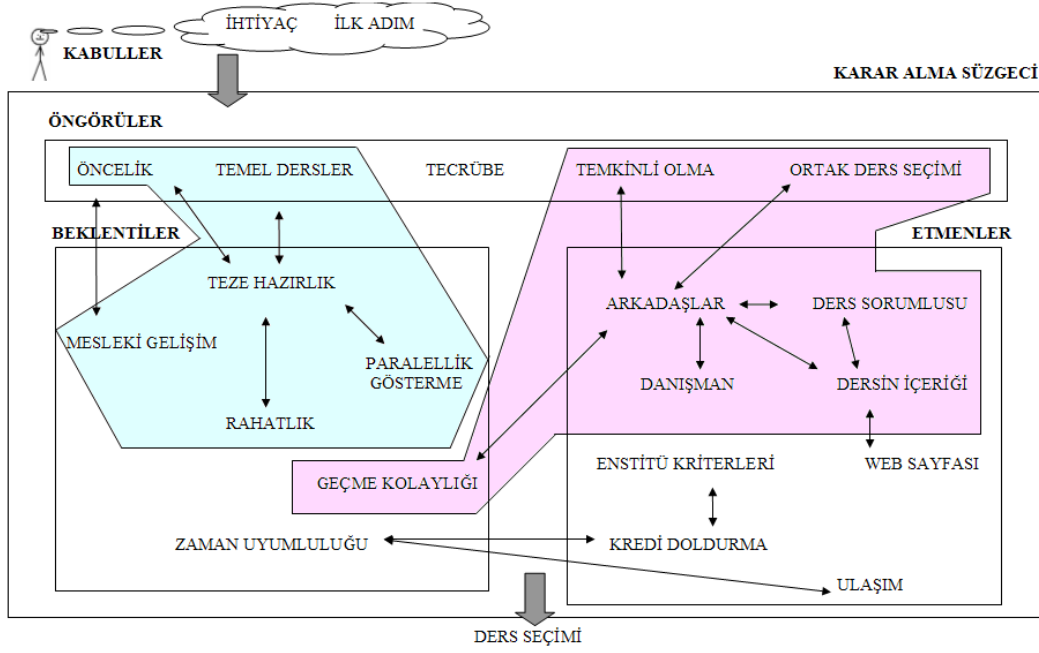 İHTİYAÇ İLK ADIM
KABULLER
KARAR ALMA SÜZGECİ
ÖNGÖRÜLER
ÖNCELİK TEMEL DERSLER TECRÜBE TEMKİNLİ OLMA ORTAK DERS SEÇİMİ
BEKLENTİLER
ETMENLER
TEZE HAZIRLIK
MESLEKİ GELİŞİM
PARALELLİK
GÖSTERME
RAHATLIK
GEÇME KOLAYLIĞI
ZAMAN UYUMLULUĞU
ARKADAŞLAR
DERS SORUMLUSU
DANIŞMAN
DERSİN İÇERİĞİ
ENSTİTÜ KRİTERLERİ
WEB SAYFASI
KREDİ DOLDURMA
ULAŞIM
DERS SEÇİMİ